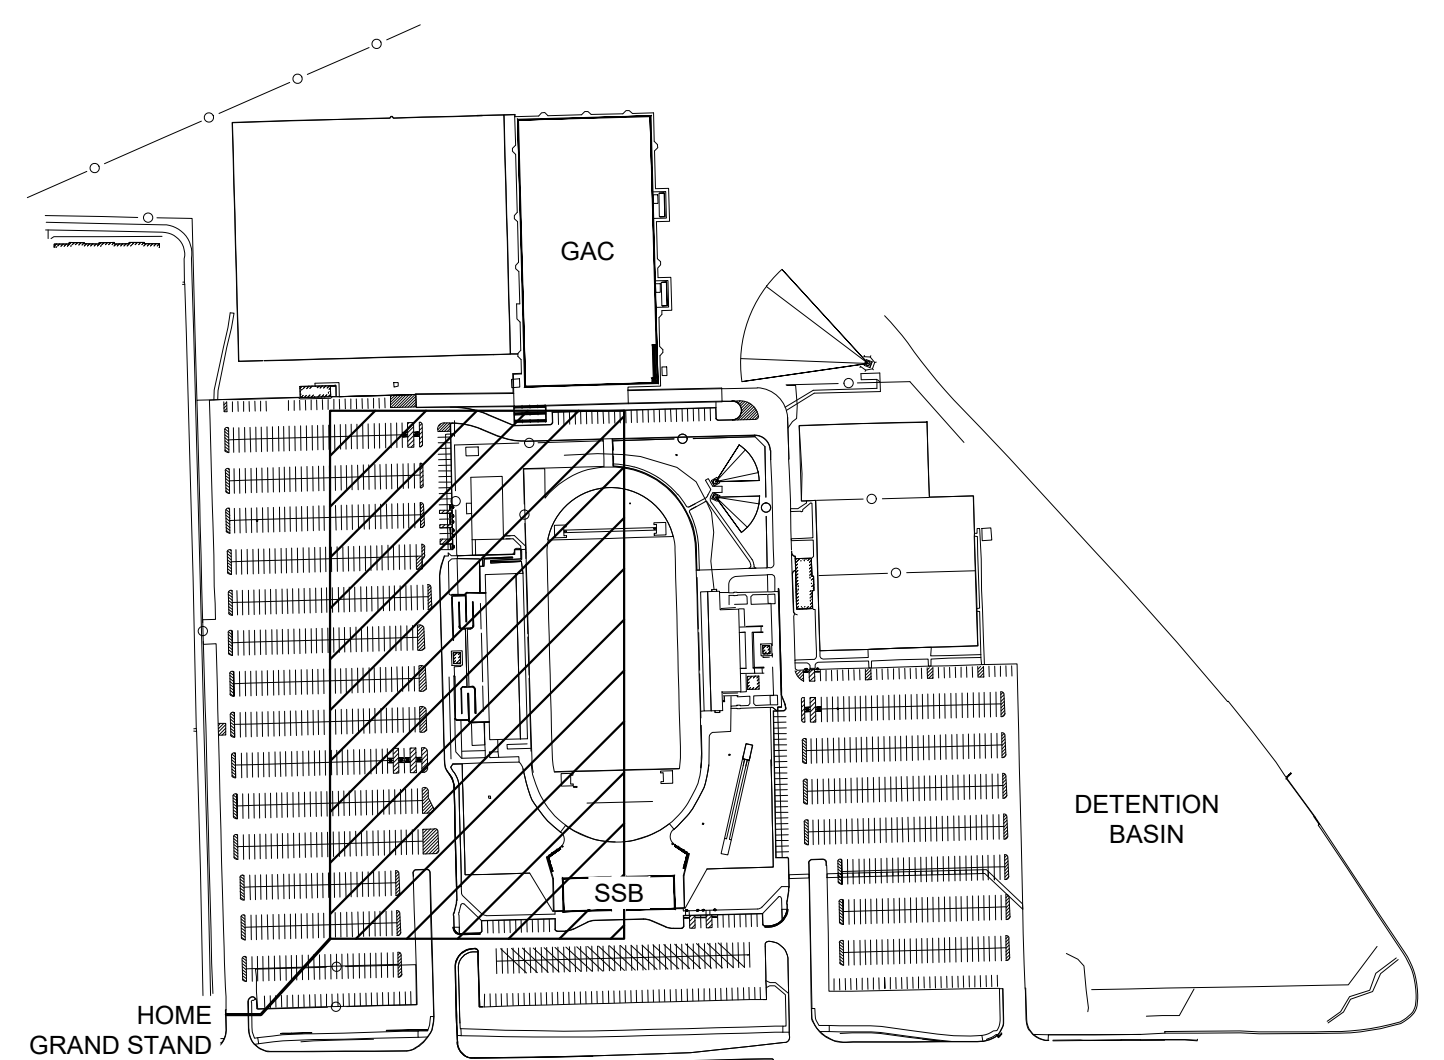 GAC
DETENTION
BASIN
SSB
HOME
GRAND STAND